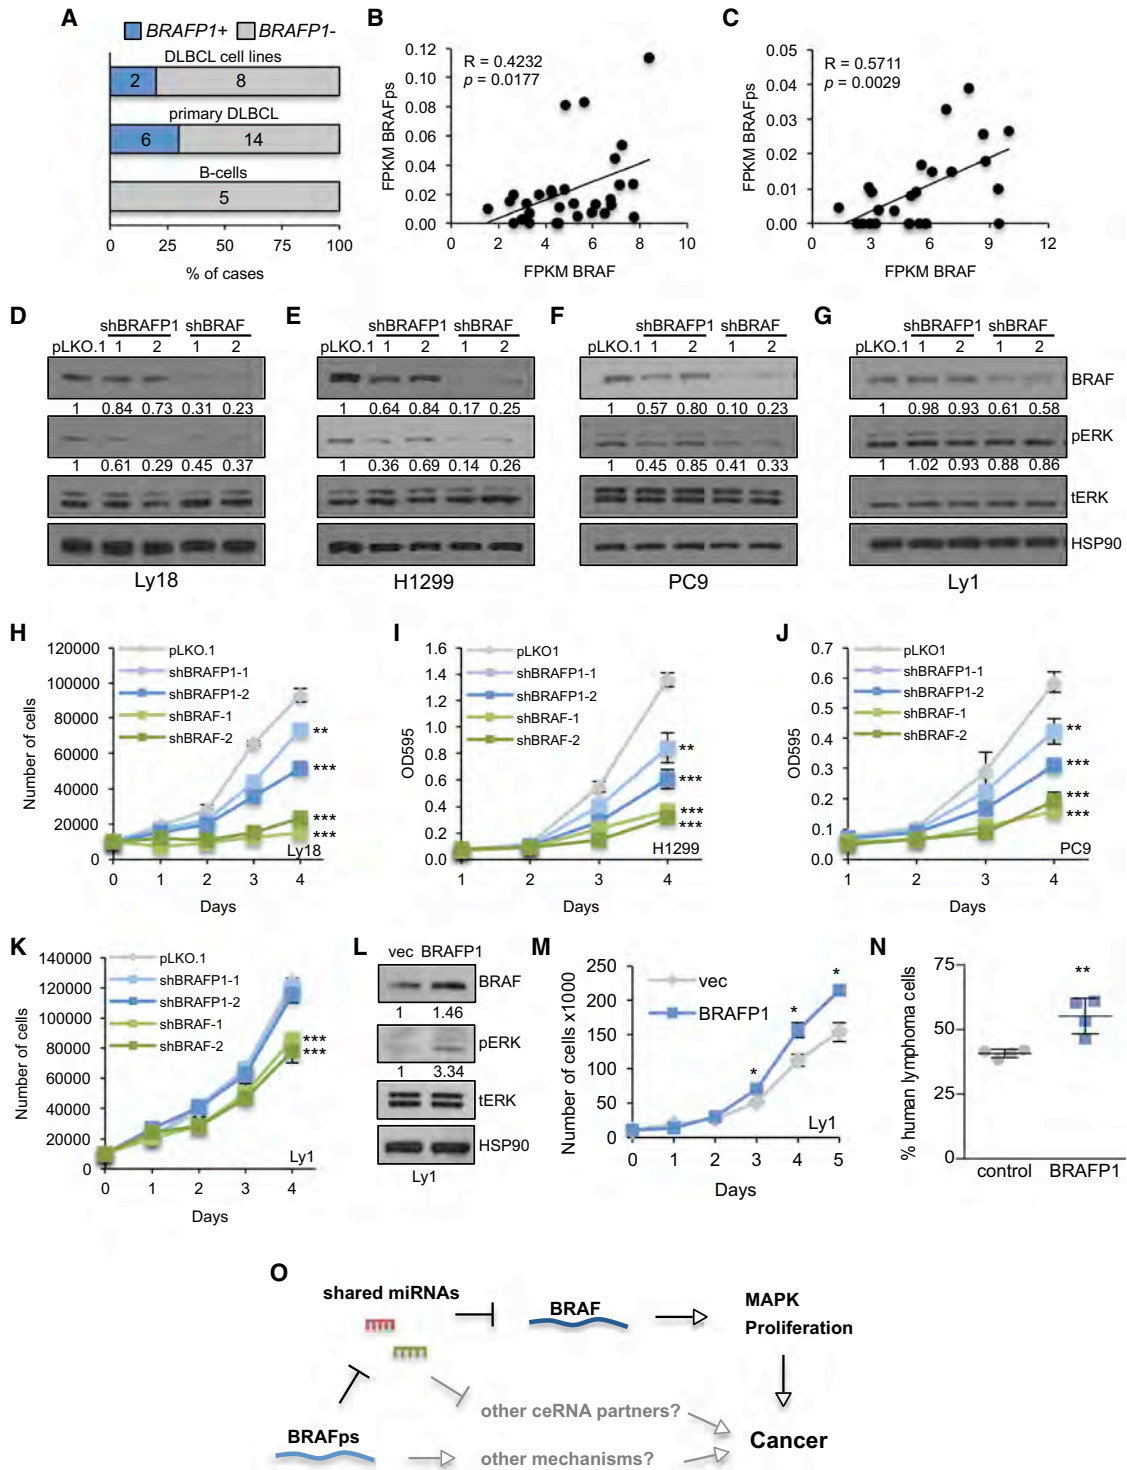 A
BRAFP1+ BRAFP1-
DLBCL cell lines
2 8
primary DLBCL
6 14
B-cells
5
0 25 50 75 100
% of cases
B
R = 0.4232
p = 0.0177
0.12
0.10
0.08
0.06
0.04
0.02
0.00
0 2 4 6 8 10
FPKM BRAFps
FPKM BRAF
C
R = 0.5711
p = 0.0029
0.05
0.04
0.03
0.02
0.01
0.00
0 3 6 9 12
FPKM BRAFps
FPKM BRAF
D
shBRAFP1 shBRAF
pLKO.1 1 2 1 2
1 0.84 0.73 0.31 0.23
1 0.61 0.29 0.45 0.37
Ly18
E
shBRAFP1 shBRAF
pLKO.1 1 2 1 2
1 0.64 0.84 0.17 0.25
1 0.36 0.69 0.14 0.26
H1299
F
shBRAFP1 shBRAF
pLKO.1 1 2 1 2
1 0.57 0.80 0.10 0.23
1 0.45 0.85 0.41 0.33
PC9
G
shBRAFP1 shBRAF
pLKO.1 1 2 1 2
BRAF
1 0.98 0.93 0.61 0.58
pERK
1 1.02 0.93 0.88 0.86
tERK
HSP90
Ly1
H
120000
100000
80000
60000
40000
20000
0
Number of cells
pLKO.1
shBRAFP1-1
shBRAFP1-2
shBRAF-1
shBRAF-2
**
***
***
***
Ly18
0 1 2 3 4
Days
I
1.6
1.4
1.2
1.0
0.8
0.6
0.4
0.2
0.0
OD595
pLKO1
shBRAFP1-1
shBRAFP1-2
shBRAF-1
shBRAF-2
**
***
***
***
H1299
1 2 3 4
Days
J
0.7
0.6
0.5
0.4
0.3
0.2
0.1
0.0
OD595
pLKO1
shBRAFP1-1
shBRAFP1-2
shBRAF-1
shBRAF-2
**
***
***
***
PC9
1 2 3 4
Days
K
140000
120000
100000
80000
60000
40000
20000
0
Number of cells
pLKO.1
shBRAFP1-1
shBRAFP1-2
shBRAF-1
shBRAF-2
***
***
Ly1
0 1 2 3 4
Days
L
vec BRAFP1
BRAF
1 1.46
pERK
1 3.34
tERK
HSP90
Ly1
M
250
200
150
100
50
0
Number of cells x1000
vec
BRAFP1
*
*
*
Ly1
0 1 2 3 4 5
Days
N
75
50
25
0
% human lymphoma cells
**
control BRAFP1
O
shared miRNAs
BRAF
MAPK
Proliferation
other ceRNA partners?
BRAFps
other mechanisms?
Cancer